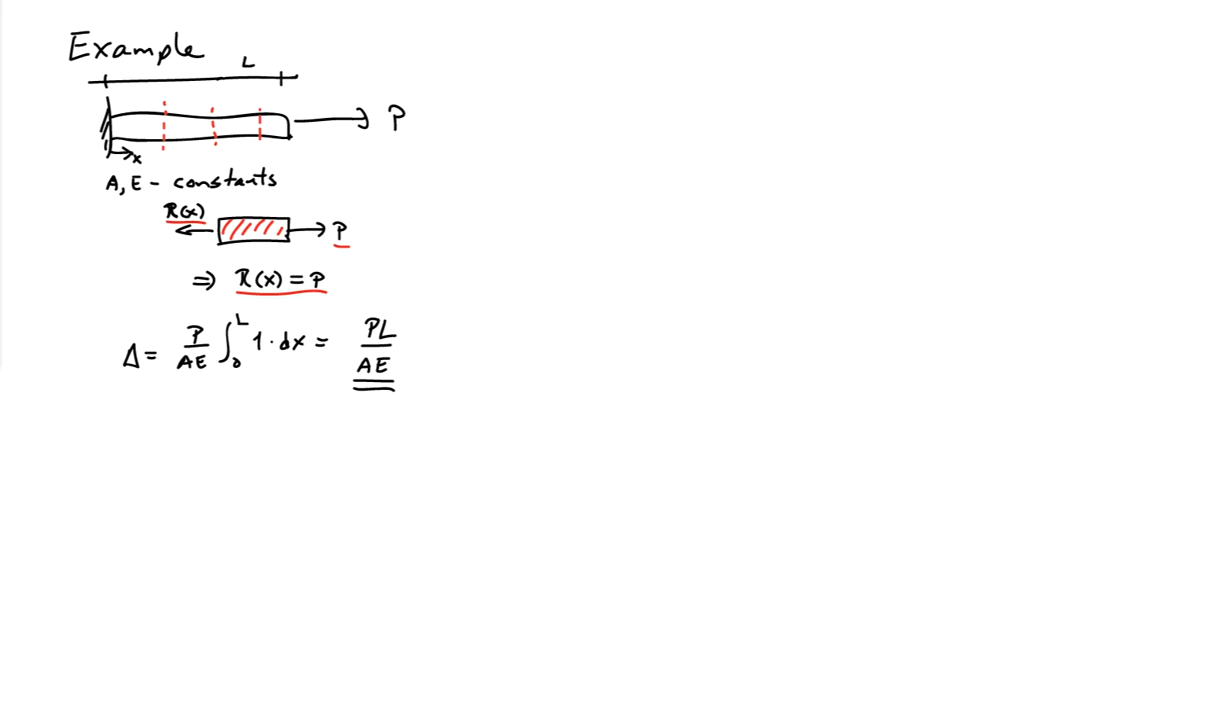 Example
L
P
x
A, E - constants
R(x)
P
⇒ R(x) = P
Δ = P/AE ∫₀ᴸ 1·dx = PL/AE